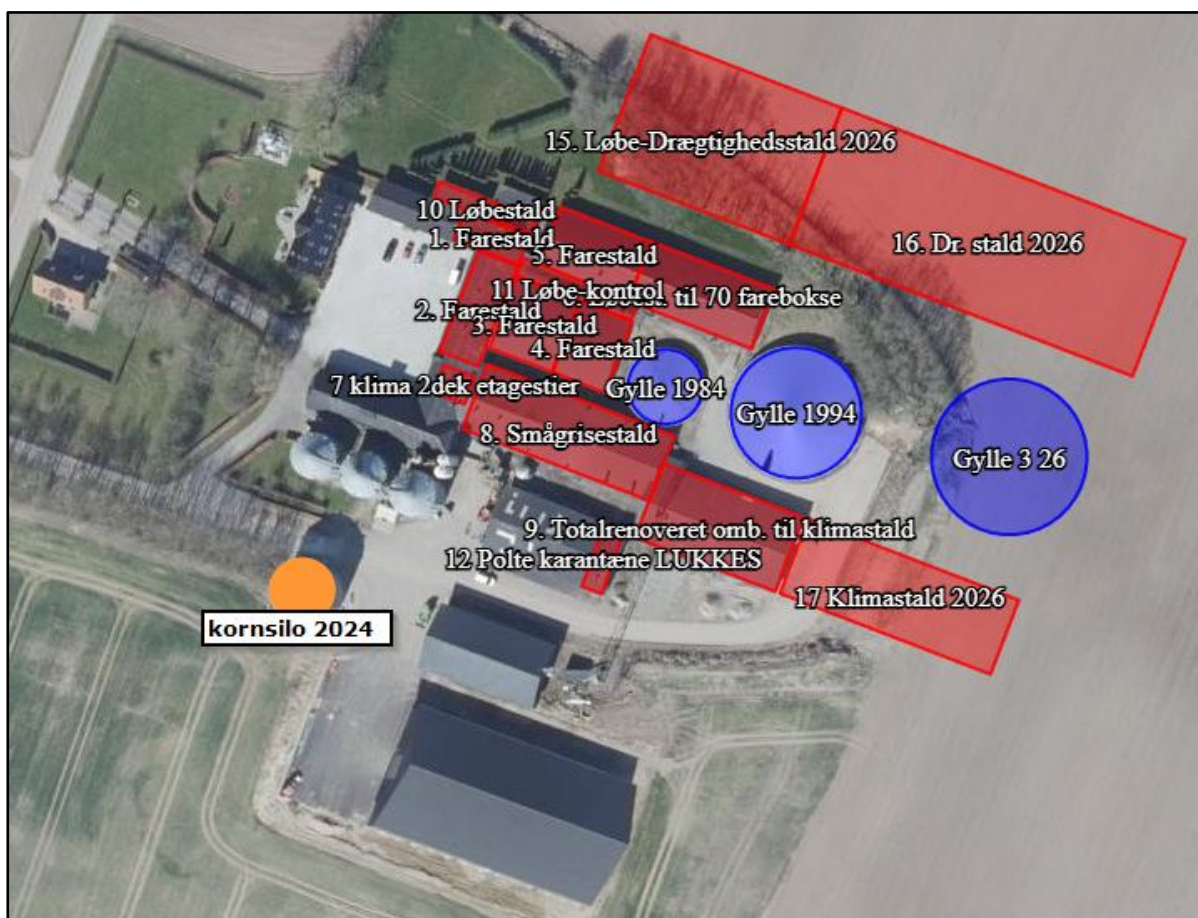 15. Løbe-Drægtighedsstald 2026
10 Løbestald
1. Farestald
16. Dr. stald 2026
5. Farestald
11 Løbe-kontrol
til 70 farebokse
2. Farestald
3. Farestald
4. Farestald
7 klima 2dek etagestier
Gylle 1984
Gylle 1994
8. Smågrisestald
Gylle 3 26
9. Totalrenoveret omb. til klimastald
12 Polte karantæne LUKKES
17 Klimastald 2026
kornsilo 2024